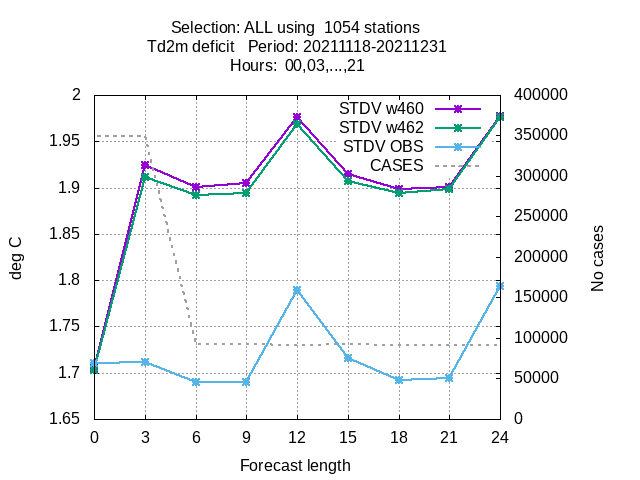 Selection: ALL using  1054 stations
Td2m deficit   Period: 20211118-20211231
Hours:  00,03,...,21
STDV w460
STDV w462
STDV OBS
CASES
2
1.95
1.9
1.85
1.8
1.75
1.7
1.65
400000
350000
300000
250000
200000
150000
100000
50000
0
deg C
No cases
0 3 6 9 12 15 18 21 24
Forecast length